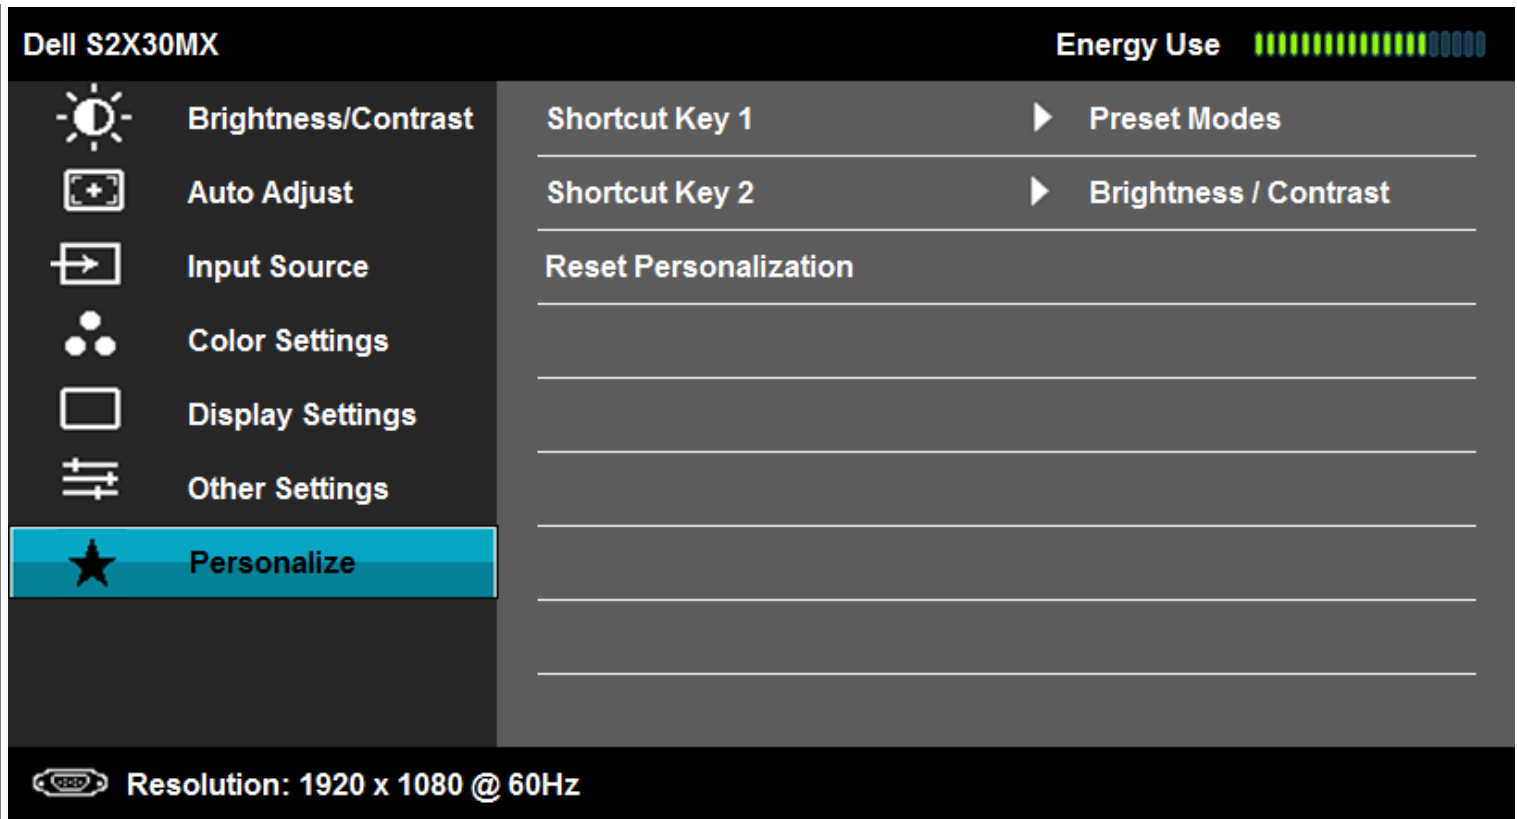 Dell S2X30MX
Energy Use
Brightness/Contrast
Auto Adjust
Input Source
Color Settings
Display Settings
Other Settings
Personalize
Shortcut Key 1 Preset Modes
Shortcut Key 2 Brightness / Contrast
Reset Personalization
Resolution: 1920 x 1080 @ 60Hz